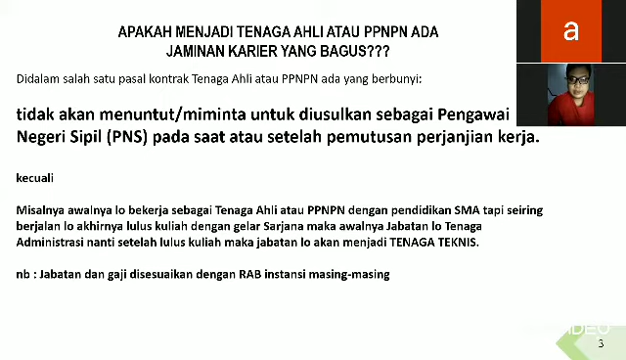 APAKAH MENJADI TENAGA AHLI ATAU PPNPN ADA
JAMINAN KARIER YANG BAGUS???
a
Didalam salah satu pasal kontrak Tenaga Ahli atau PPNPN ada yang berbunyi:
tidak akan menuntut/miminta untuk diusulkan sebagai Pengawai
Negeri Sipil (PNS) pada saat atau setelah pemutusan perjanjian kerja.
kecuali
Misalnya awalnya lo bekerja sebagai Tenaga Ahli atau PPNPN dengan pendidikan SMA tapi seiring
berjalan lo akhirnya lulus kuliah dengan gelar Sarjana maka awalnya Jabatan lo Tenaga
Administrasi nanti setelah lulus kuliah maka jabatan lo akan menjadi TENAGA TEKNIS.
nb : Jabatan dan gaji disesuaikan dengan RAB instansi masing-masing
3